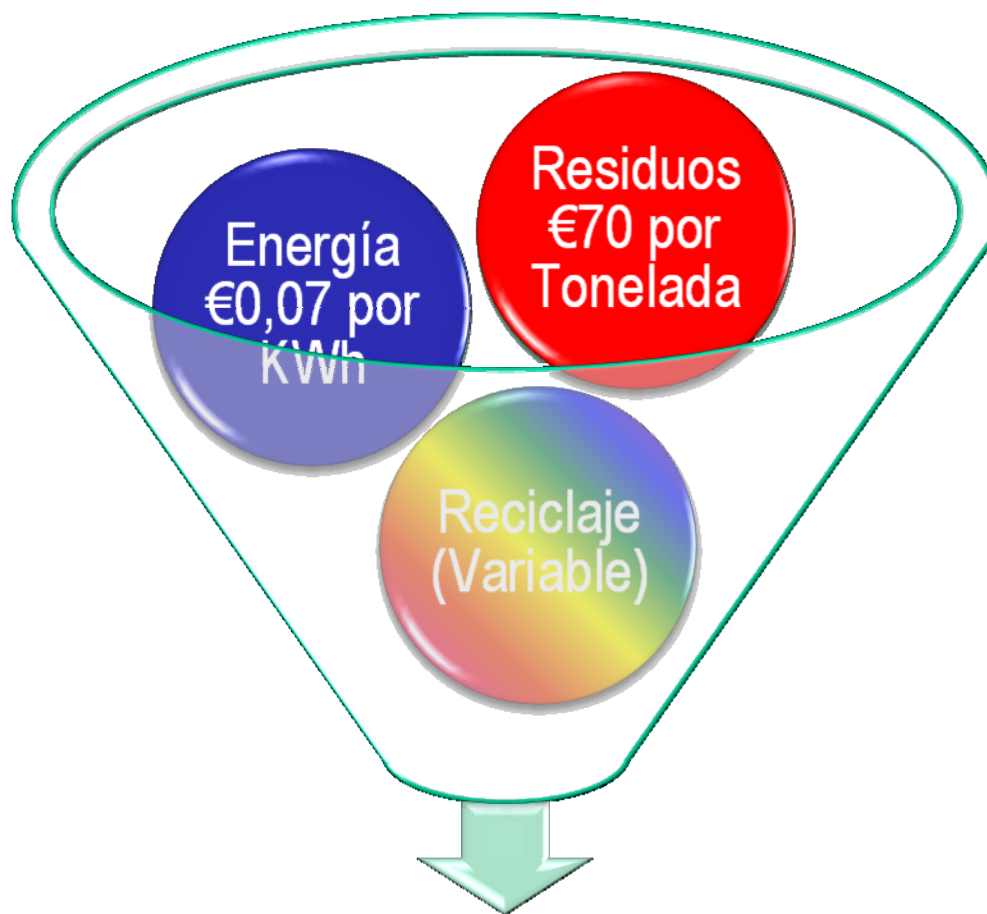 Energía
€0,07 por
KWh
Residuos
€70 por
Tonelada
Reciclaje
(Variable)